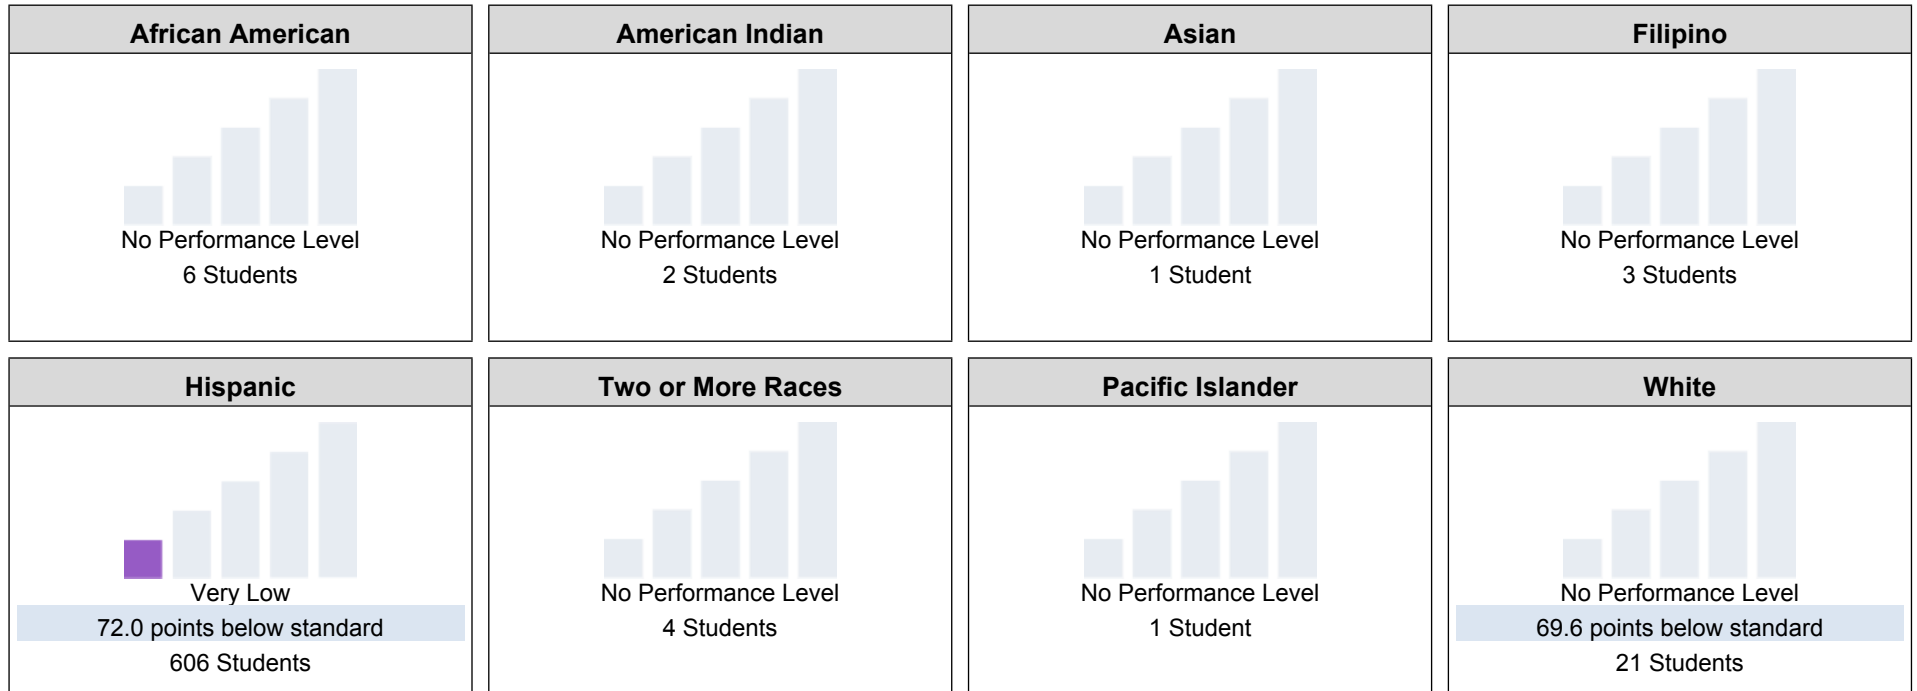 African American
No Performance Level
6 Students
American Indian
No Performance Level
2 Students
Asian
No Performance Level
1 Student
Filipino
No Performance Level
3 Students
Hispanic
Very Low
72.0 points below standard
606 Students
Two or More Races
No Performance Level
4 Students
Pacific Islander
No Performance Level
1 Student
White
No Performance Level
69.6 points below standard
21 Students